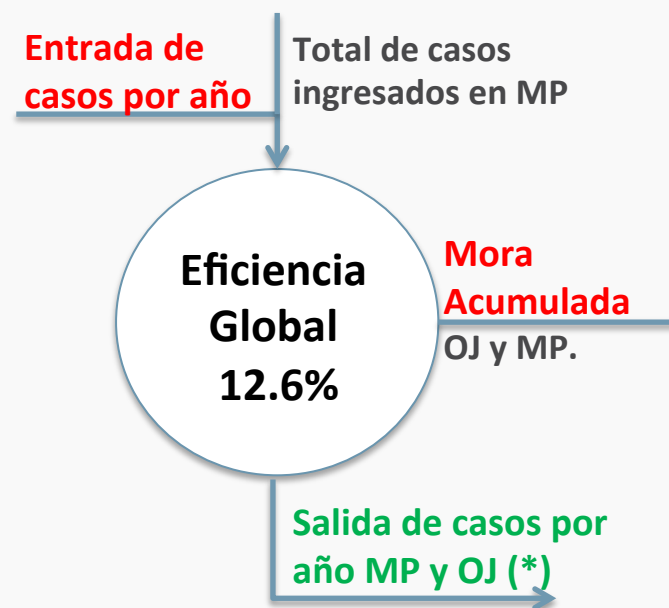 Entrada de
casos por año
Total de casos
ingresados en MP
Eficiencia
Global
12.6%
Mora
Acumulada
OJ y MP.
Salida de casos por
año MP y OJ (*)